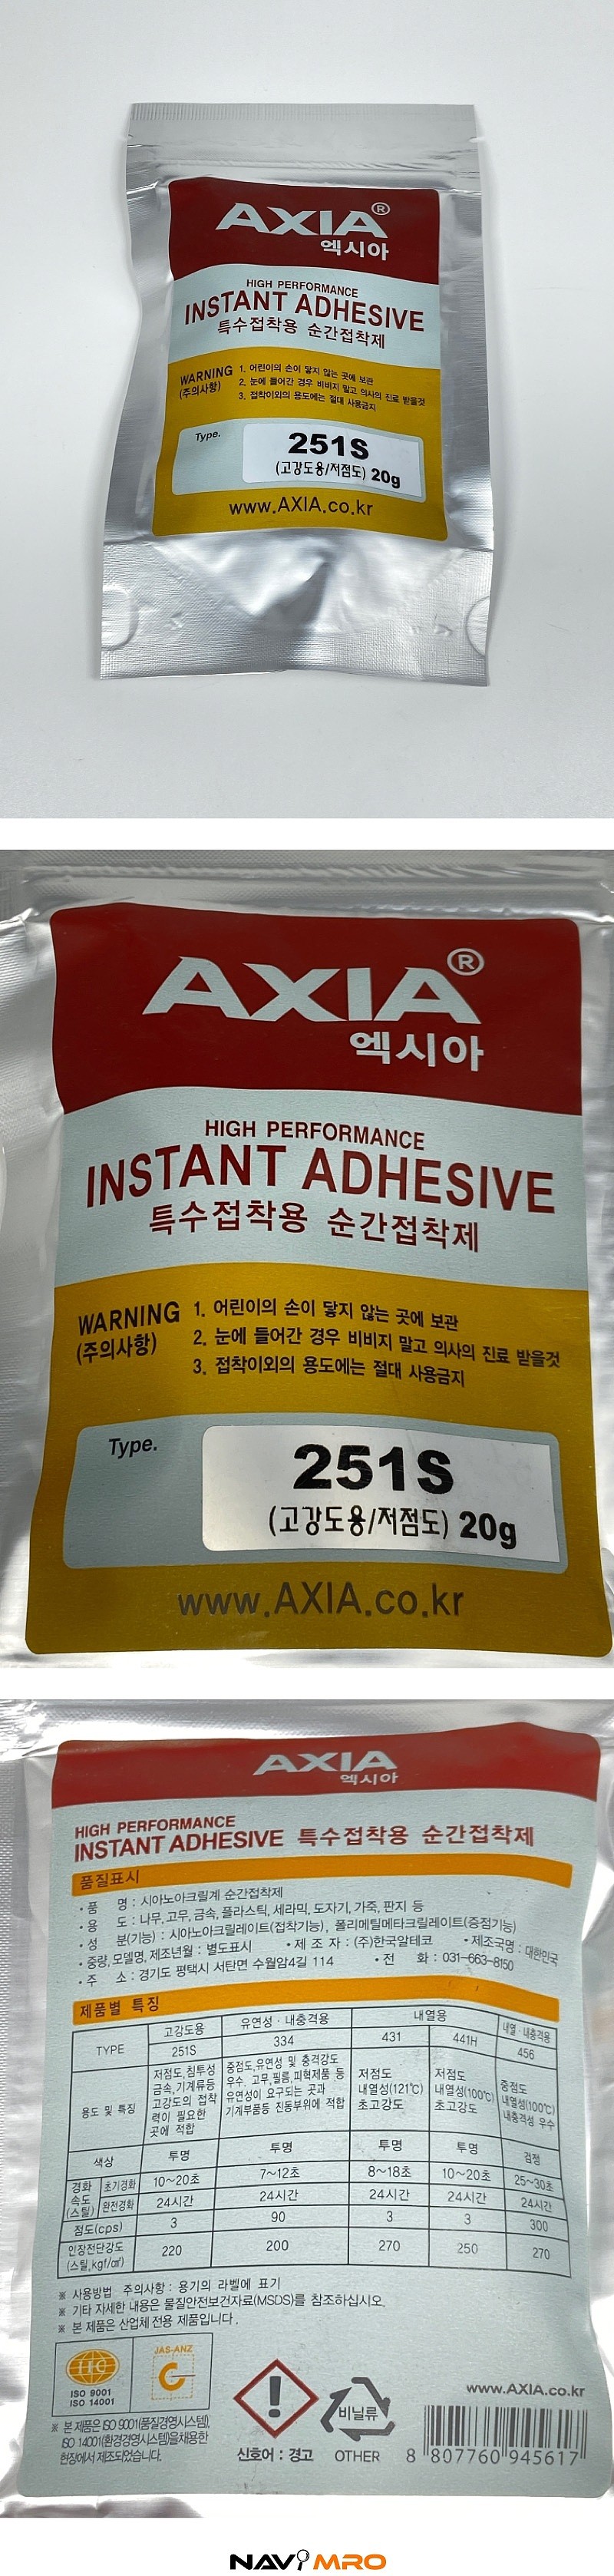 AXIA®
엑시아
HIGH PERFORMANCE
INSTANT ADHESIVE
특수접착용 순간접착제
WARNING
(주의사항)
1. 어린이의 손이 닿지 않는 곳에 보관
2. 눈에 들어간 경우 비비지 말고 의사의 진료 받을것
3. 접착이외의 용도에는 절대 사용금지
Type.
251S
(고강도용/저점도) 20g
www.AXIA.co.kr
AXIA®
엑시아
HIGH PERFORMANCE
INSTANT ADHESIVE
특수접착용 순간접착제
WARNING
(주의사항)
1. 어린이의 손이 닿지 않는 곳에 보관
2. 눈에 들어간 경우 비비지 말고 의사의 진료 받을것
3. 접착이외의 용도에는 절대 사용금지
Type.
251S
(고강도용/저점도) 20g
www.AXIA.co.kr
AXIA
엑시아
HIGH PERFORMANCE
INSTANT ADHESIVE 특수접착용 순간접착제
품질표시
• 품 명 : 시아노아크릴계 순간접착제
• 용 도 : 나무, 고무, 금속, 플라스틱, 세라믹, 도자기, 가죽, 판지 등
• 성 분(기능) : 시아노아크릴레이트(접착기능), 폴리메틸메타크릴레이트(증점기능)
• 중량, 모델명, 제조년월 : 별도표시 • 제 조 자 : (주)한국알테코 • 제조국명 : 대한민국
• 주 소 : 경기도 평택시 서탄면 수월암4길 114 • 전 화 : 031-663-8150
제품별 특징
TYPE 고강도용 유연성 · 내충격용 내열용 내열 · 내충격용
251S 334 431 441H 456
용도 및 특징
저점도,침투성
금속,기계류등
고강도의 접착
력이 필요한
곳에 적합
중점도,유연성 및 충격강도
우수. 고무,필름,피혁제품 등
유연성이 요구되는 곳과
기계부품등 진동부위에 적합
저점도
내열성(121℃)
초고강도
저점도
내열성(100℃)
초고강도
중점도
내열성(100℃)
내충격성 우수
색상 투명 투명 투명 투명 검정
경화
속도
(스틸)
초기경화 10~20초 7~12초 8~18초 10~20초 25~30초
완전경화 24시간 24시간 24시간 24시간 24시간
점도(cps) 3 90 3 3 300
인장전단강도
(스틸,kgf/㎠) 220 200 270 250 270
※ 사용방법 주의사항 : 용기의 라벨에 표기
※ 기타 자세한 내용은 물질안전보건자료(MSDS)를 참조하십시오.
※ 본 제품은 산업체 전용 제품입니다.
ISO 9001
ISO 14001
JAS-ANZ
※ 본 제품은 ISO 9001(품질경영시스템),
ISO 14001(환경경영시스템)을채용한
현장에서 제조되었습니다.
신호어 : 경고
비닐류
OTHER
www.AXIA.co.kr
8 807760 945617
NAVIMRO